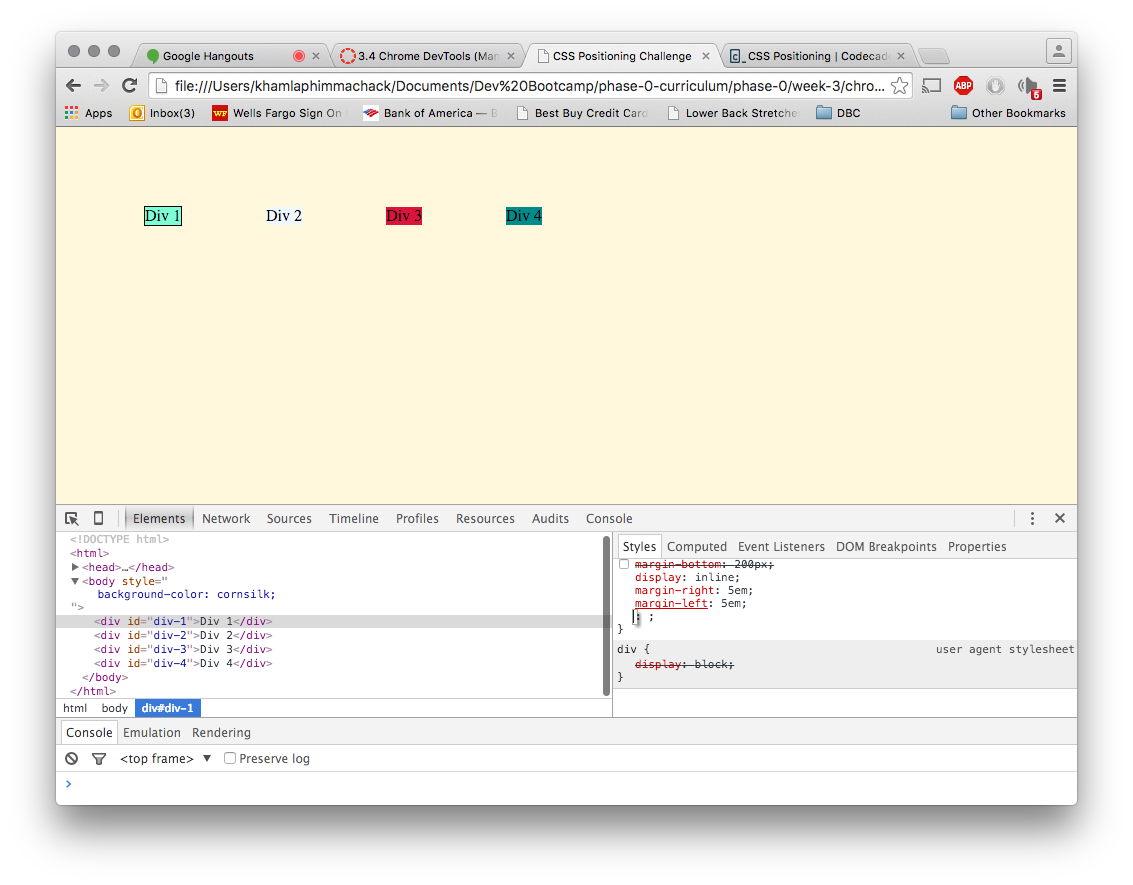 Google Hangouts
3.4 Chrome DevTools (Man
CSS Positioning Challenge
CSS Positioning | Codecade
file:///Users/khamlaphimmachack/Documents/Dev%20Bootcamp/phase-0-curriculum/phase-0/week-3/chro...
ABP
6
Apps
Inbox(3)
Wells Fargo Sign On
Bank of America — B
Best Buy Credit Card
Lower Back Stretche
DBC
Other Bookmarks
Div 1
Div 2
Div 3
Div 4
Elements Network Sources Timeline Profiles Resources Audits Console
<!DOCTYPE html>
<html>
▶<head>…</head>
▼<body style="
background-color: cornsilk;
">
<div id="div-1">Div 1</div>
<div id="div-2">Div 2</div>
<div id="div-3">Div 3</div>
<div id="div-4">Div 4</div>
</body>
</html>
html body div#div-1
Styles Computed Event Listeners DOM Breakpoints Properties
margin-bottom: 200px;
display: inline;
margin-right: 5em;
margin-left: 5em;
: ;
}
div { user agent stylesheet
display: block;
}
Console Emulation Rendering
<top frame> ▼ Preserve log
>